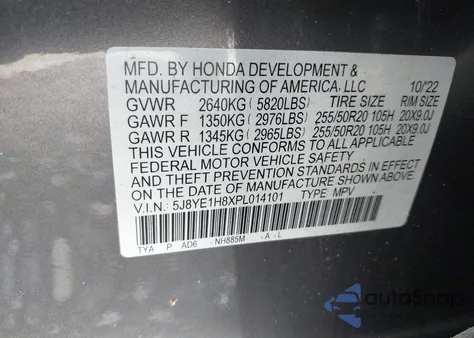 MFD. BY HONDA DEVELOPMENT &
MANUFACTURING OF AMERICA, LLC 10/'22
GVWR 2640KG (5820LBS) TIRE SIZE RIM SIZE
GAWR F 1350KG (2976LBS) 255/50R20 105H 20X9.0J
GAWR R 1345KG (2965LBS) 255/50R20 105H 20X9.0J
THIS VEHICLE CONFORMS TO ALL APPLICABLE
FEDERAL MOTOR VEHICLE SAFETY AND
THEFT PREVENTION STANDARDS IN EFFECT ON
THE DATE OF MANUFACTURE SHOWN ABOVE.
V.I.N.: 5J8YE1H8XPL014101 TYPE: MPV
TYA P AD6 NH885M -A-L
autoSnap